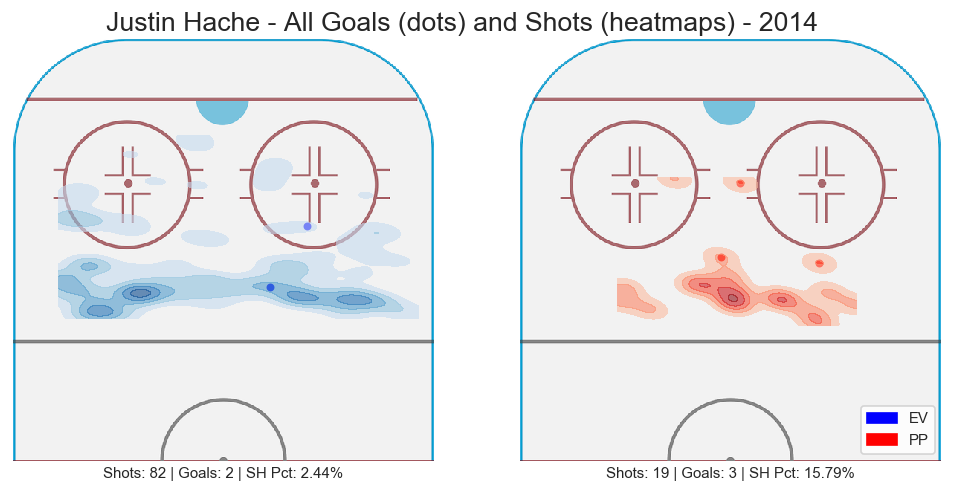 Justin Hache - All Goals (dots) and Shots (heatmaps) - 2014
EV
PP
Shots: 82 | Goals: 2 | SH Pct: 2.44%
Shots: 19 | Goals: 3 | SH Pct: 15.79%